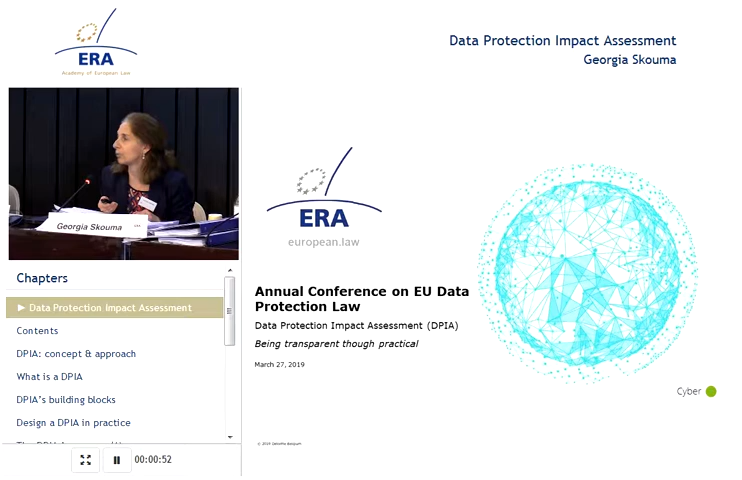 ERA
Academy of European Law
Data Protection Impact Assessment
Georgia Skouma
Georgia Skouma
Chapters
► Data Protection Impact Assessment
Contents
DPIA: concept & approach
What is a DPIA
DPIA's building blocks
Design a DPIA in practice
00:00:52
ERA
european.law
Annual Conference on EU Data
Protection Law
Data Protection Impact Assessment (DPIA)
Being transparent though practical
March 27, 2019
© 2019 Deloitte Belgium
Cyber